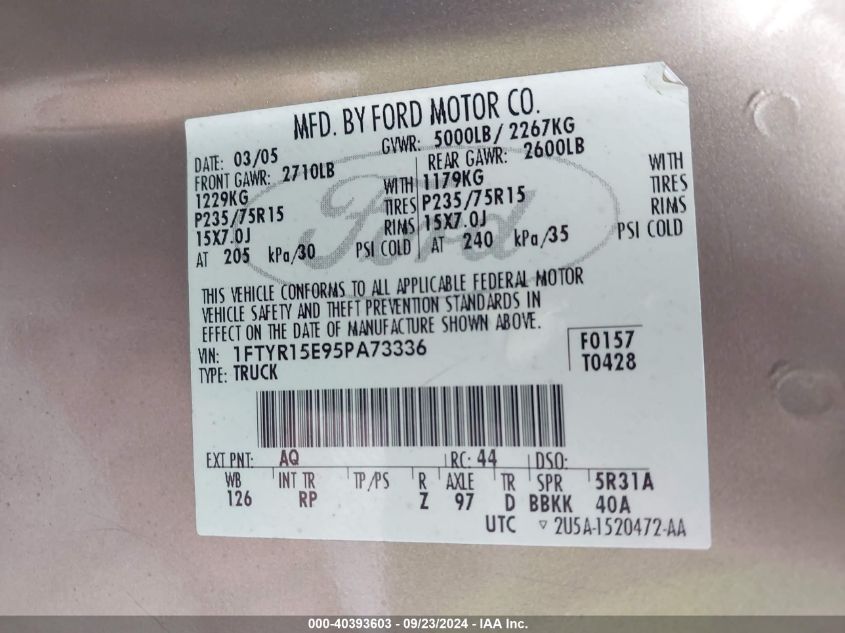 MFD. BY FORD MOTOR CO.
DATE: 03/05 GVWR: 5000LB/ 2267KG
FRONT GAWR: 2710LB REAR GAWR: 2600LB
1229KG WITH 1179KG WITH
P235/75R15 TIRES P235/75R15 TIRES
15X7.0J RIMS 15X7.0J RIMS
AT 205 kPa/30 PSI COLD AT 240 kPa/35 PSI COLD
Ford
THIS VEHICLE CONFORMS TO ALL APPLICABLE FEDERAL MOTOR
VEHICLE SAFETY AND THEFT PREVENTION STANDARDS IN
EFFECT ON THE DATE OF MANUFACTURE SHOWN ABOVE.
VIN: 1FTYR15E95PA73336 F0157
TYPE: TRUCK T0428
EXT PNT: AQ RC: 44 DSO:
WB INT TR TP/PS R AXLE TR SPR 5R31A
126 RP Z 97 D BBKK 40A
UTC ▽ 2U5A-1520472-AA
000-40393603 - 09/23/2024 - IAA Inc.